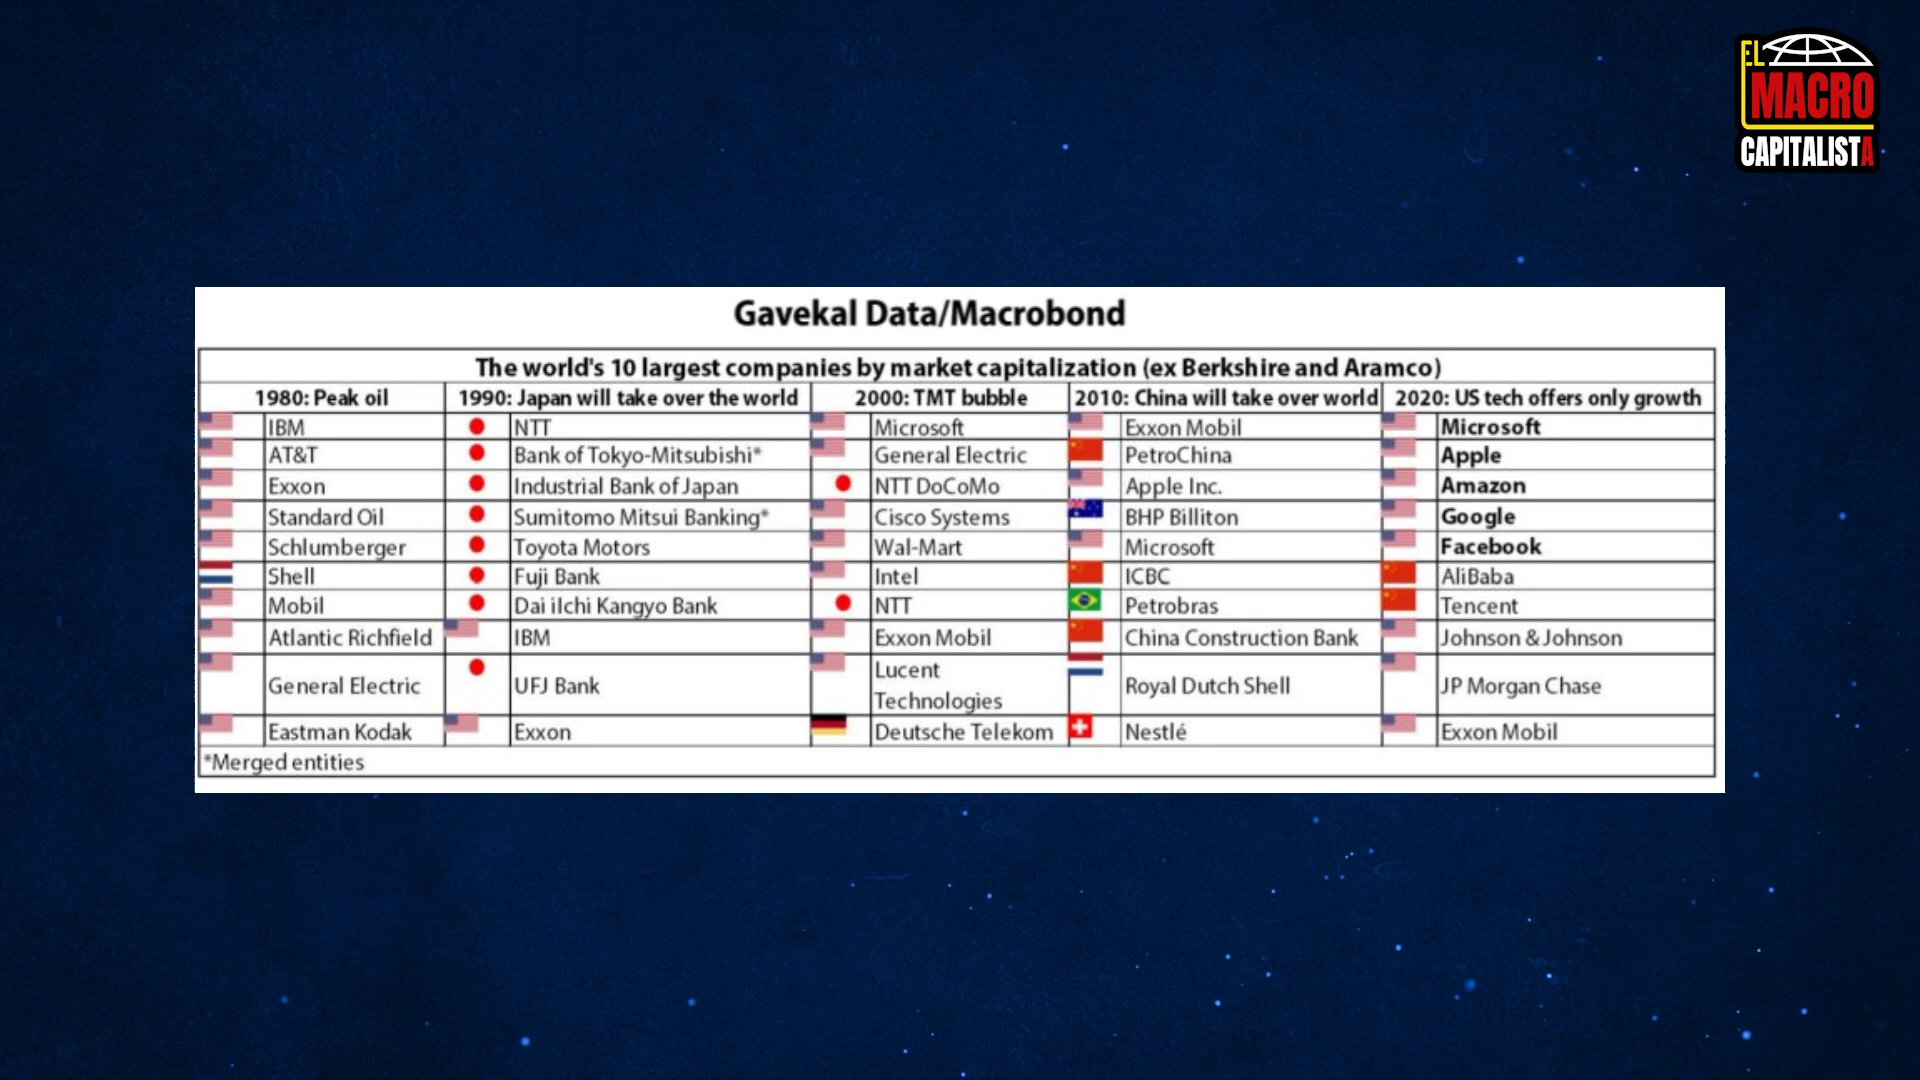 EL
MACRO
CAPITALISTA
Gavekal Data/Macrobond
The world's 10 largest companies by market capitalization (ex Berkshire and Aramco)
1980: Peak oil 1990: Japan will take over the world 2000: TMT bubble 2010: China will take over world 2020: US tech offers only growth
IBM NTT Microsoft Exxon Mobil Microsoft
AT&T Bank of Tokyo-Mitsubishi* General Electric PetroChina Apple
Exxon Industrial Bank of Japan NTT DoCoMo Apple Inc. Amazon
Standard Oil Sumitomo Mitsui Banking* Cisco Systems BHP Billiton Google
Schlumberger Toyota Motors Wal-Mart Microsoft Facebook
Shell Fuji Bank Intel ICBC AliBaba
Mobil Dai iIchi Kangyo Bank NTT Petrobras Tencent
Atlantic Richfield IBM Exxon Mobil China Construction Bank Johnson & Johnson
General Electric UFJ Bank Lucent Technologies Royal Dutch Shell JP Morgan Chase
Eastman Kodak Exxon Deutsche Telekom Nestlé Exxon Mobil
*Merged entities